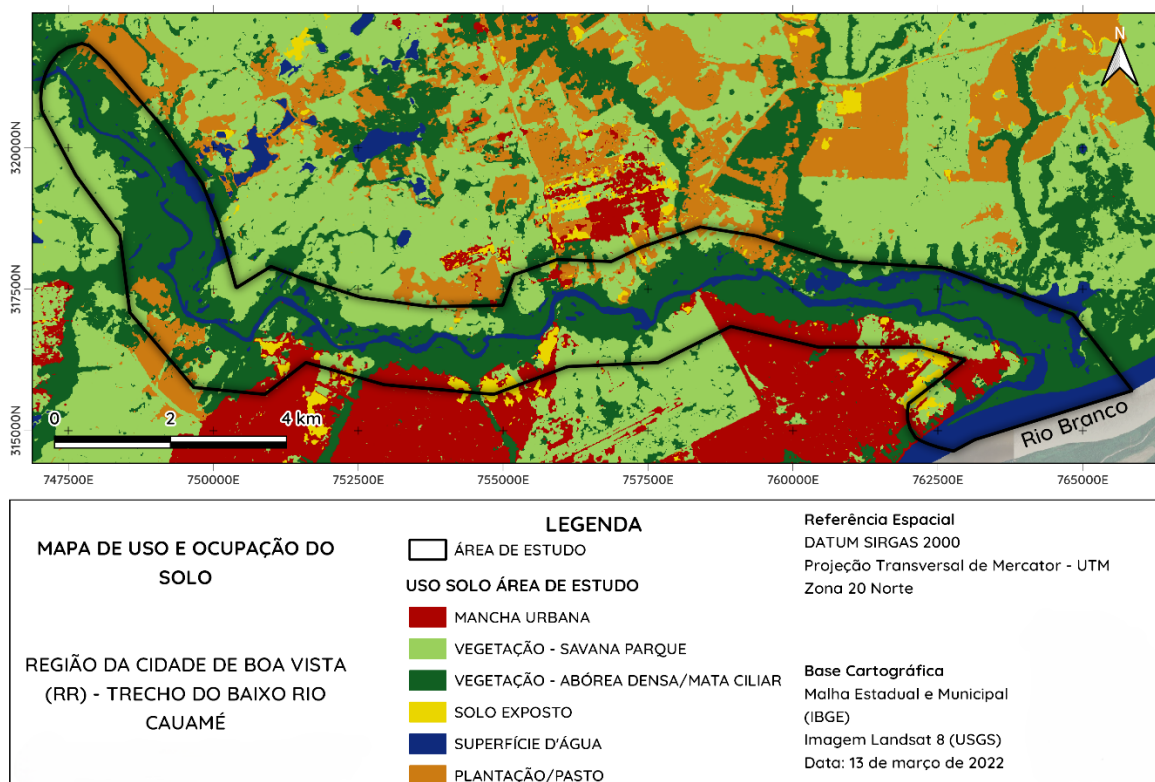 N
320000N
317500N
315000N
0 2 4 km
Rio Branco
747500E 750000E 752500E 755000E 757500E 760000E 762500E 765000E
MAPA DE USO E OCUPAÇÃO DO
SOLO
REGIÃO DA CIDADE DE BOA VISTA
(RR) - TRECHO DO BAIXO RIO
CAUAMÉ
LEGENDA
ÁREA DE ESTUDO
USO SOLO ÁREA DE ESTUDO
MANCHA URBANA
VEGETAÇÃO - SAVANA PARQUE
VEGETAÇÃO - ABÓREA DENSA/MATA CILIAR
SOLO EXPOSTO
SUPERFÍCIE D'ÁGUA
PLANTAÇÃO/PASTO
Referência Espacial
DATUM SIRGAS 2000
Projeção Transversal de Mercator - UTM
Zona 20 Norte
Base Cartográfica
Malha Estadual e Municipal
(IBGE)
Imagem Landsat 8 (USGS)
Data: 13 de março de 2022